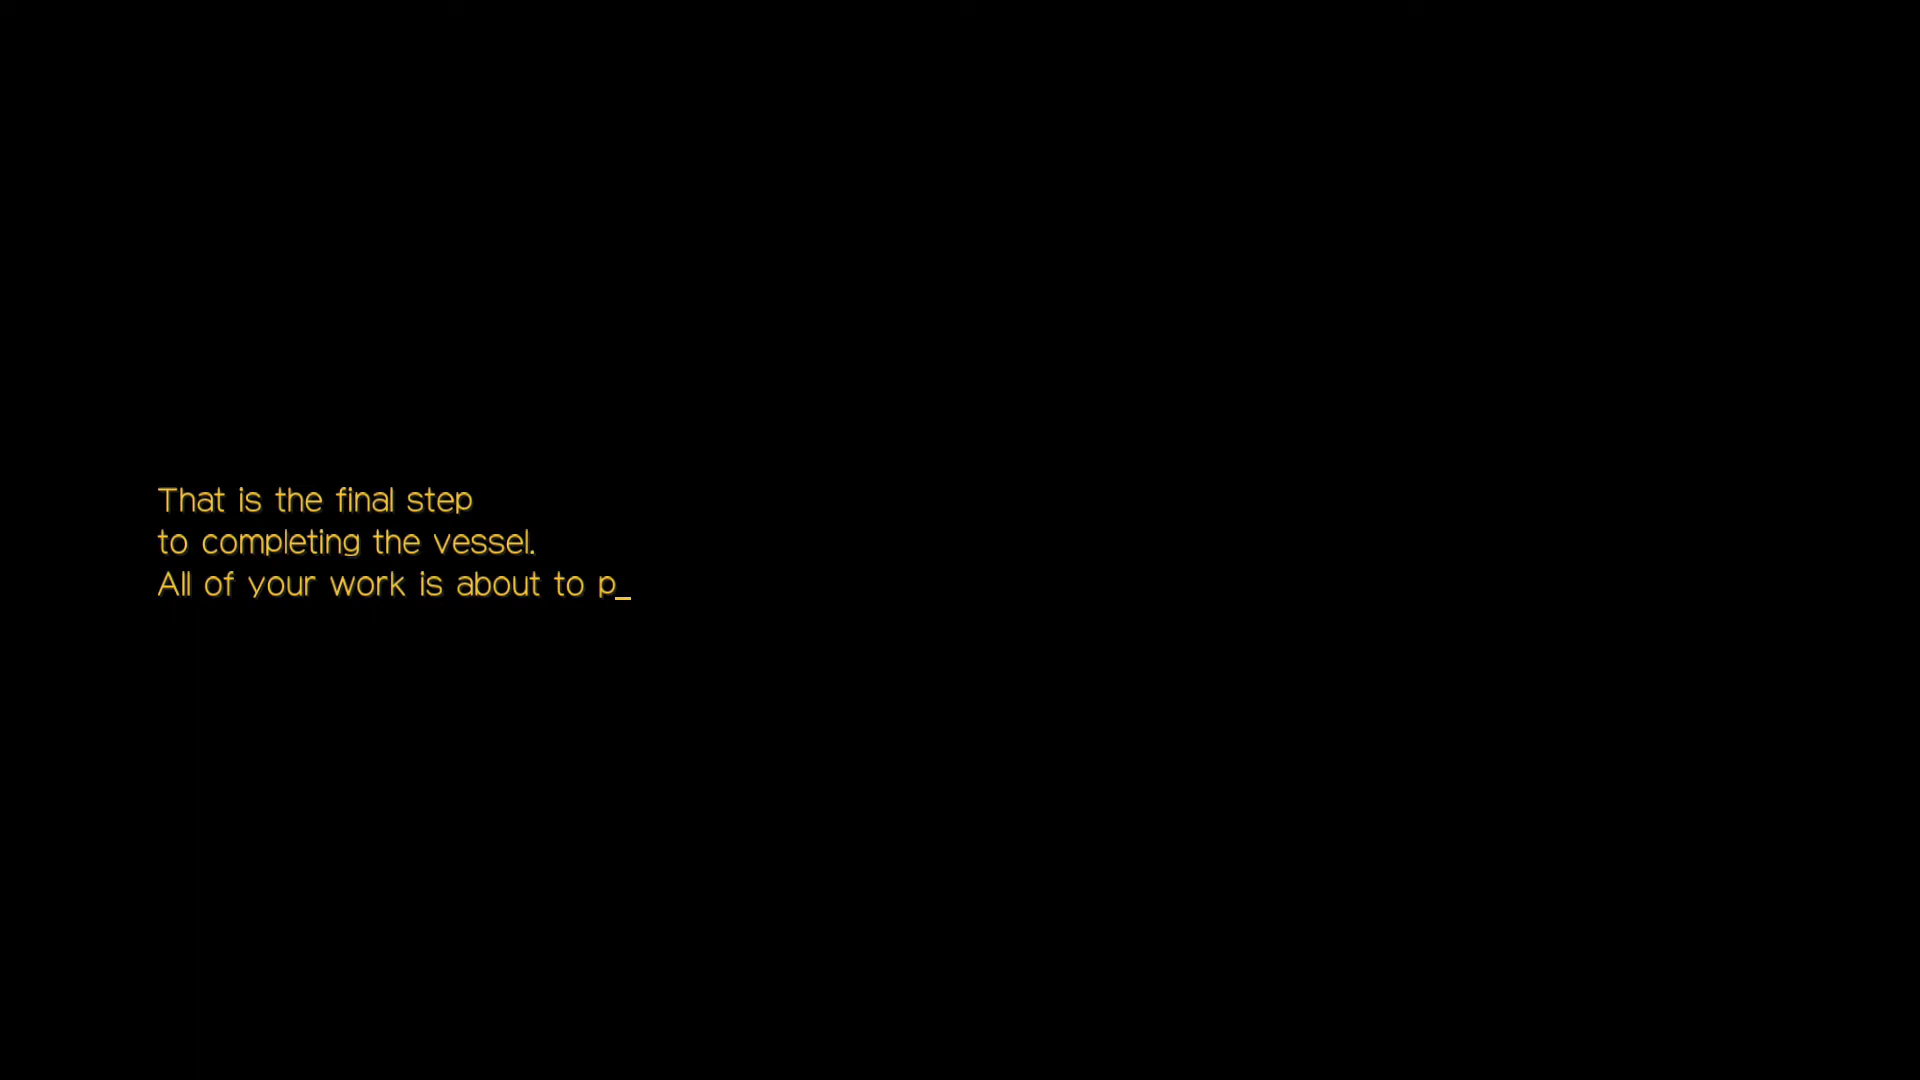 That is the final step
to completing the vessel.
All of your work is about to p_